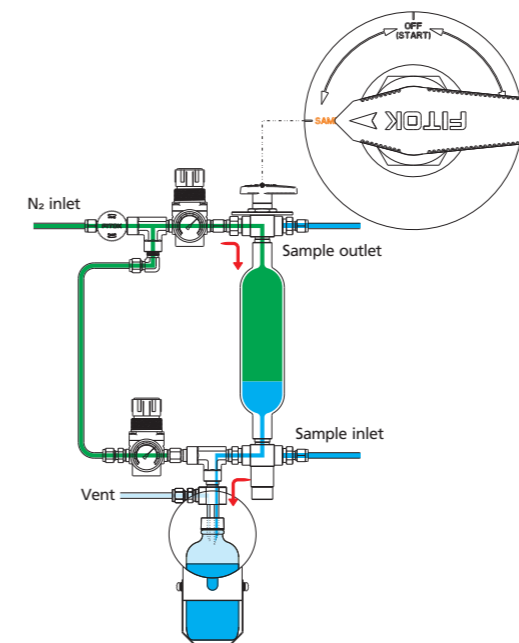 OFF
(START)
SAM
FITOK
N₂ inlet
Sample outlet
Sample inlet
Vent